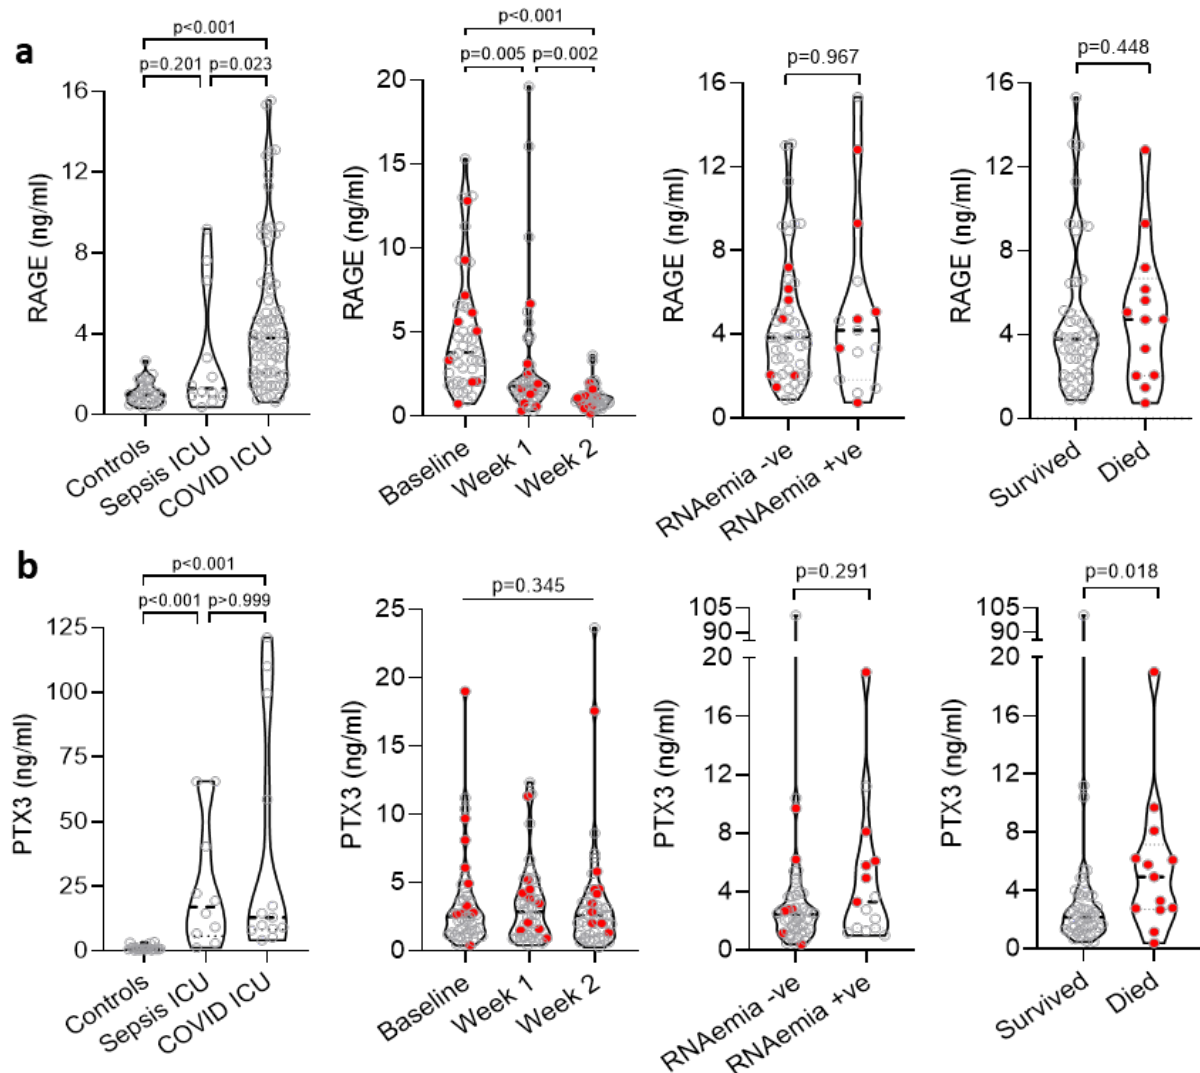 a
p<0.001
p=0.201 p=0.023
RAGE (ng/ml)
16
12
8
4
0
Controls
Sepsis ICU
COVID ICU
p<0.001
p=0.005 p=0.002
RAGE (ng/ml)
20
15
10
5
0
Baseline
Week 1
Week 2
p=0.967
RAGE (ng/ml)
16
12
8
4
0
RNAemia -ve
RNAemia +ve
p=0.448
RAGE (ng/ml)
16
12
8
4
0
Survived
Died
b
p<0.001
p<0.001 p>0.999
PTX3 (ng/ml)
125
100
75
50
25
0
Controls
Sepsis ICU
COVID ICU
p=0.345
PTX3 (ng/ml)
25
20
15
10
5
0
Baseline
Week 1
Week 2
p=0.291
PTX3 (ng/ml)
105
90
20
16
12
8
4
0
RNAemia -ve
RNAemia +ve
p=0.018
PTX3 (ng/ml)
105
90
20
16
12
8
4
0
Survived
Died